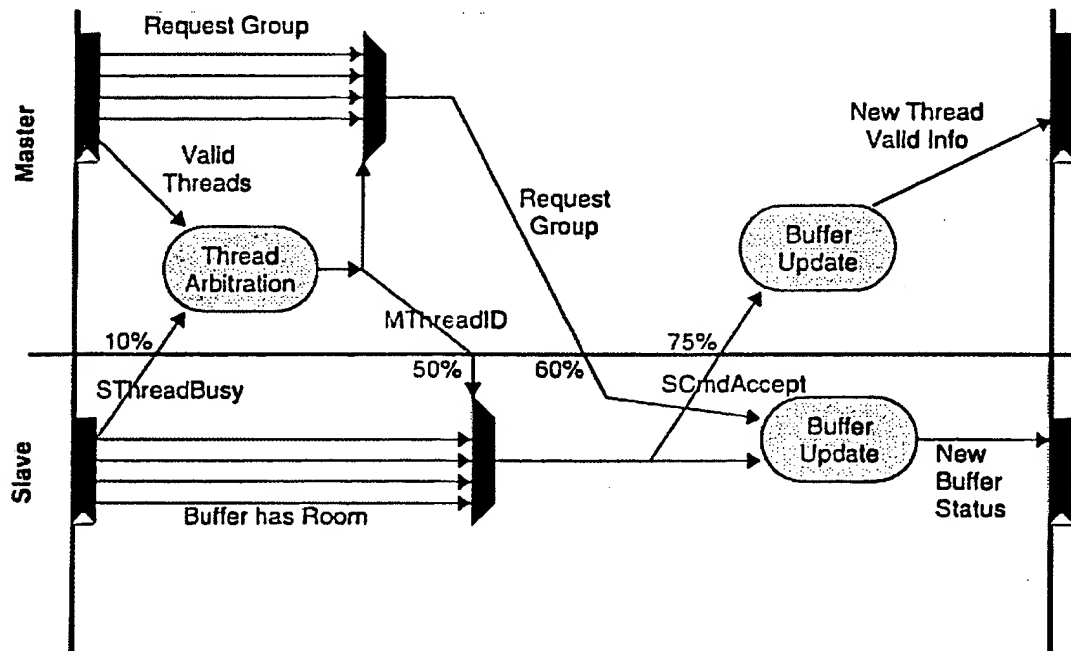 Request Group
Master
Valid
Threads
New Thread
Valid Info
Request
Group
Thread
Arbitration
Buffer
Update
MThreadID
10%
50%
60%
75%
SThreadBusy
SCmdAccept
Slave
Buffer
Update
New
Buffer
Status
Buffer has Room